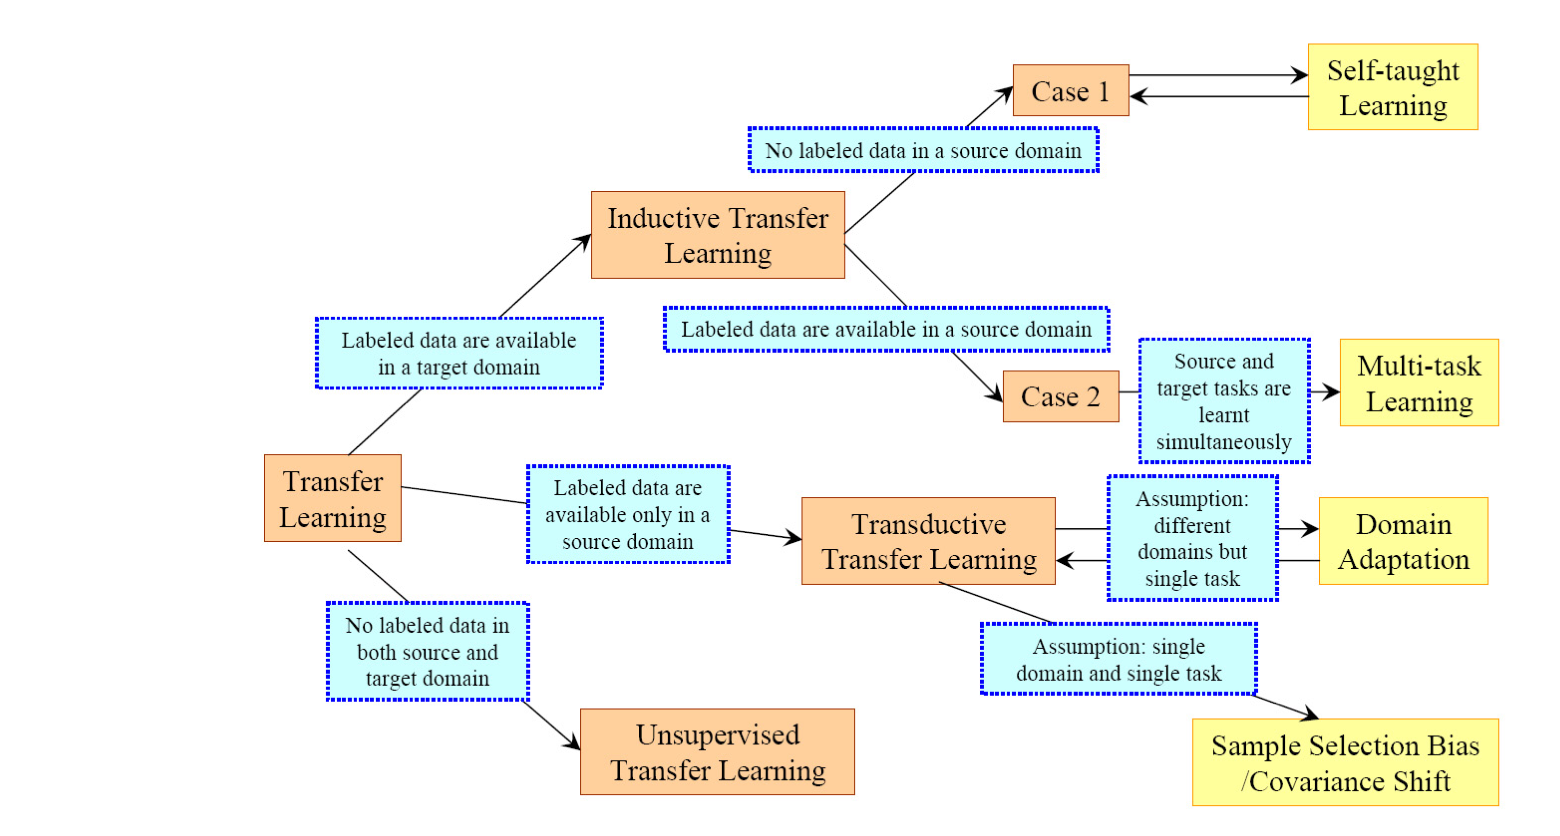 Self-taught
Learning
Case 1
No labeled data in a source domain
Inductive Transfer
Learning
Labeled data are available
in a target domain
Labeled data are available in a source domain
Case 2
Source and
target tasks are
learnt
simultaneously
Multi-task
Learning
Transfer
Learning
Labeled data are
available only in a
source domain
Transductive
Transfer Learning
Assumption:
different
domains but
single task
Domain
Adaptation
No labeled data in
both source and
target domain
Assumption: single
domain and single task
Unsupervised
Transfer Learning
Sample Selection Bias
/Covariance Shift